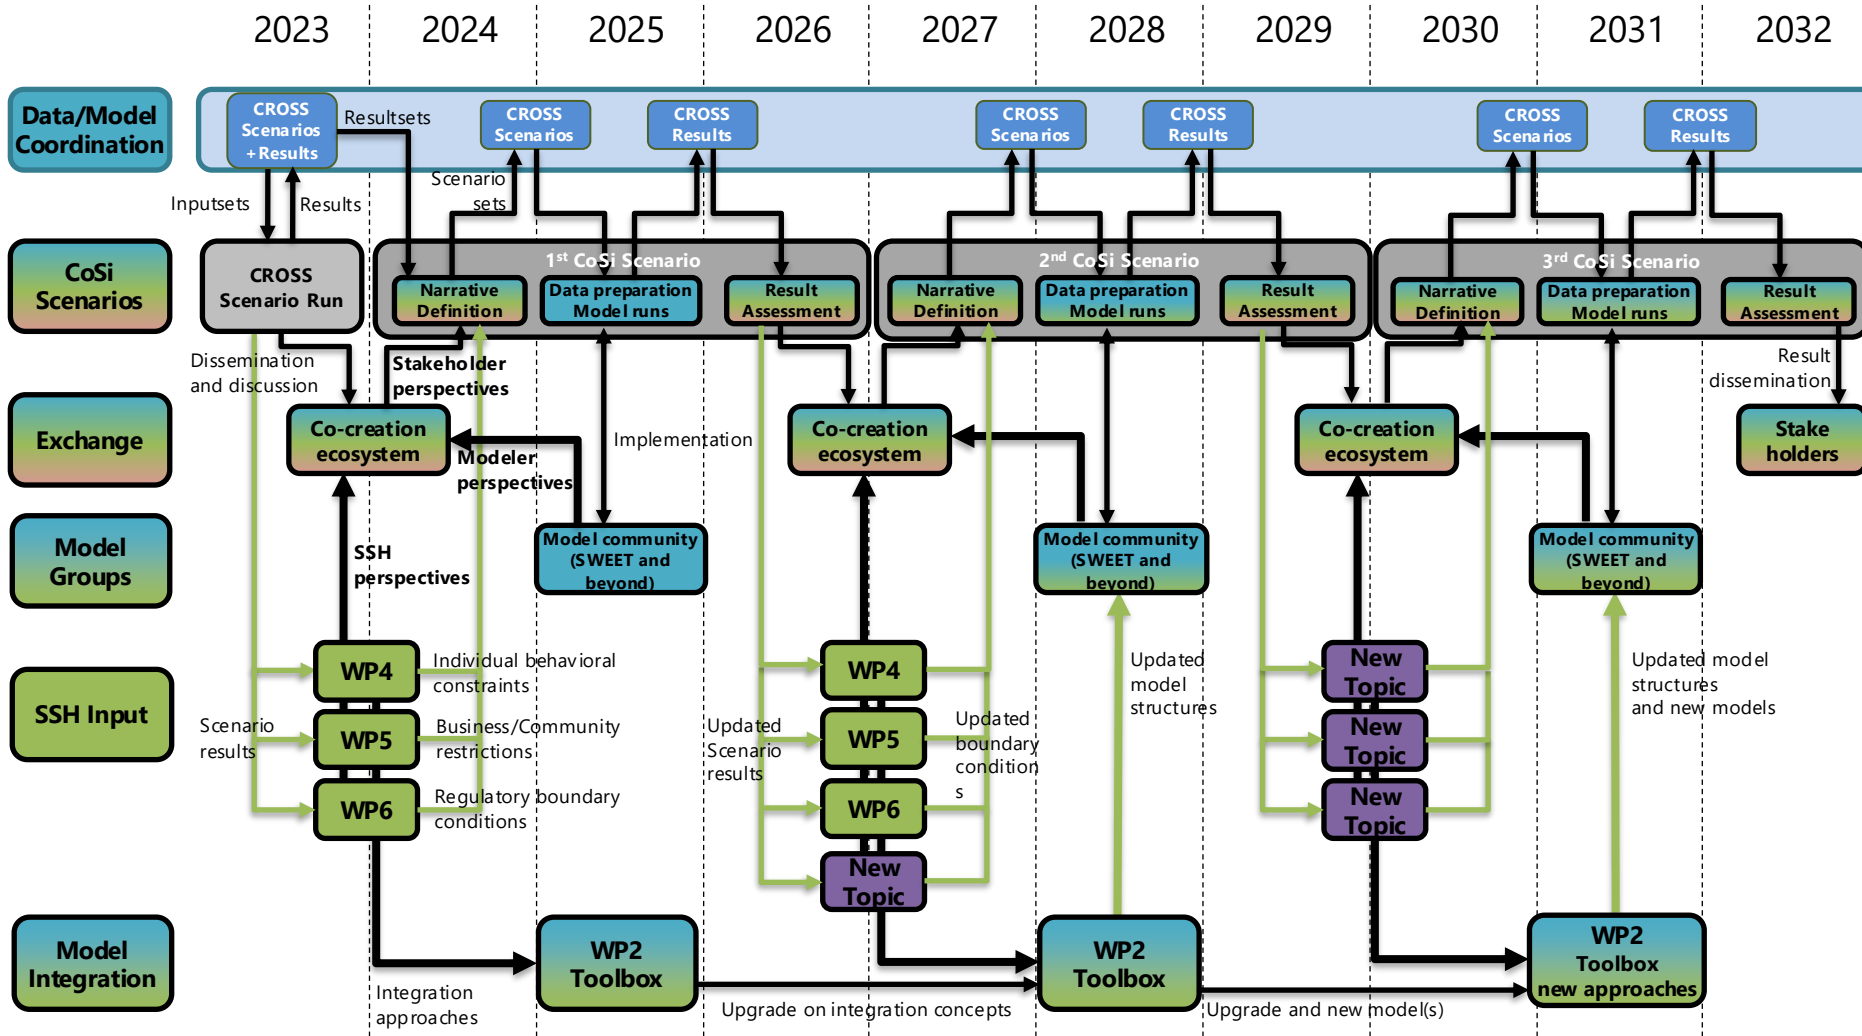 2023 2024 2025 2026 2027 2028 2029 2030 2031 2032
Data/Model
Coordination
CROSS
Scenarios
+ Results
Resultsets
CROSS
Scenarios
CROSS
Results
CROSS
Scenarios
CROSS
Results
CROSS
Scenarios
CROSS
Results
Inputsets
Results
Scenario
sets
CoSi
Scenarios
CROSS
Scenario Run
1st CoSi Scenario
Narrative
Definition
Data preparation
Model runs
Result
Assessment
2nd CoSi Scenario
Narrative
Definition
Data preparation
Model runs
Result
Assessment
3rd CoSi Scenario
Narrative
Definition
Data preparation
Model runs
Result
Assessment
Dissemination
and discussion
Stakeholder
perspectives
Result
dissemination
Exchange
Co-creation
ecosystem
Modeler
perspectives
Implementation
Co-creation
ecosystem
Co-creation
ecosystem
Stake
holders
Model
Groups
SSH
perspectives
Model community
(SWEET and
beyond)
Model community
(SWEET and
beyond)
Model community
(SWEET and
beyond)
SSH Input
Scenario
results
WP4
WP5
WP6
Individual behavioral
constraints
Business/Community
restrictions
Regulatory boundary
conditions
Updated
Scenario
results
WP4
WP5
WP6
New
Topic
Updated
boundary
condition
s
Updated
model
structures
New
Topic
New
Topic
New
Topic
Updated model
structures
and new models
Model
Integration
Integration
approaches
WP2
Toolbox
Upgrade on integration concepts
WP2
Toolbox
Upgrade and new model(s)
WP2
Toolbox
new approaches